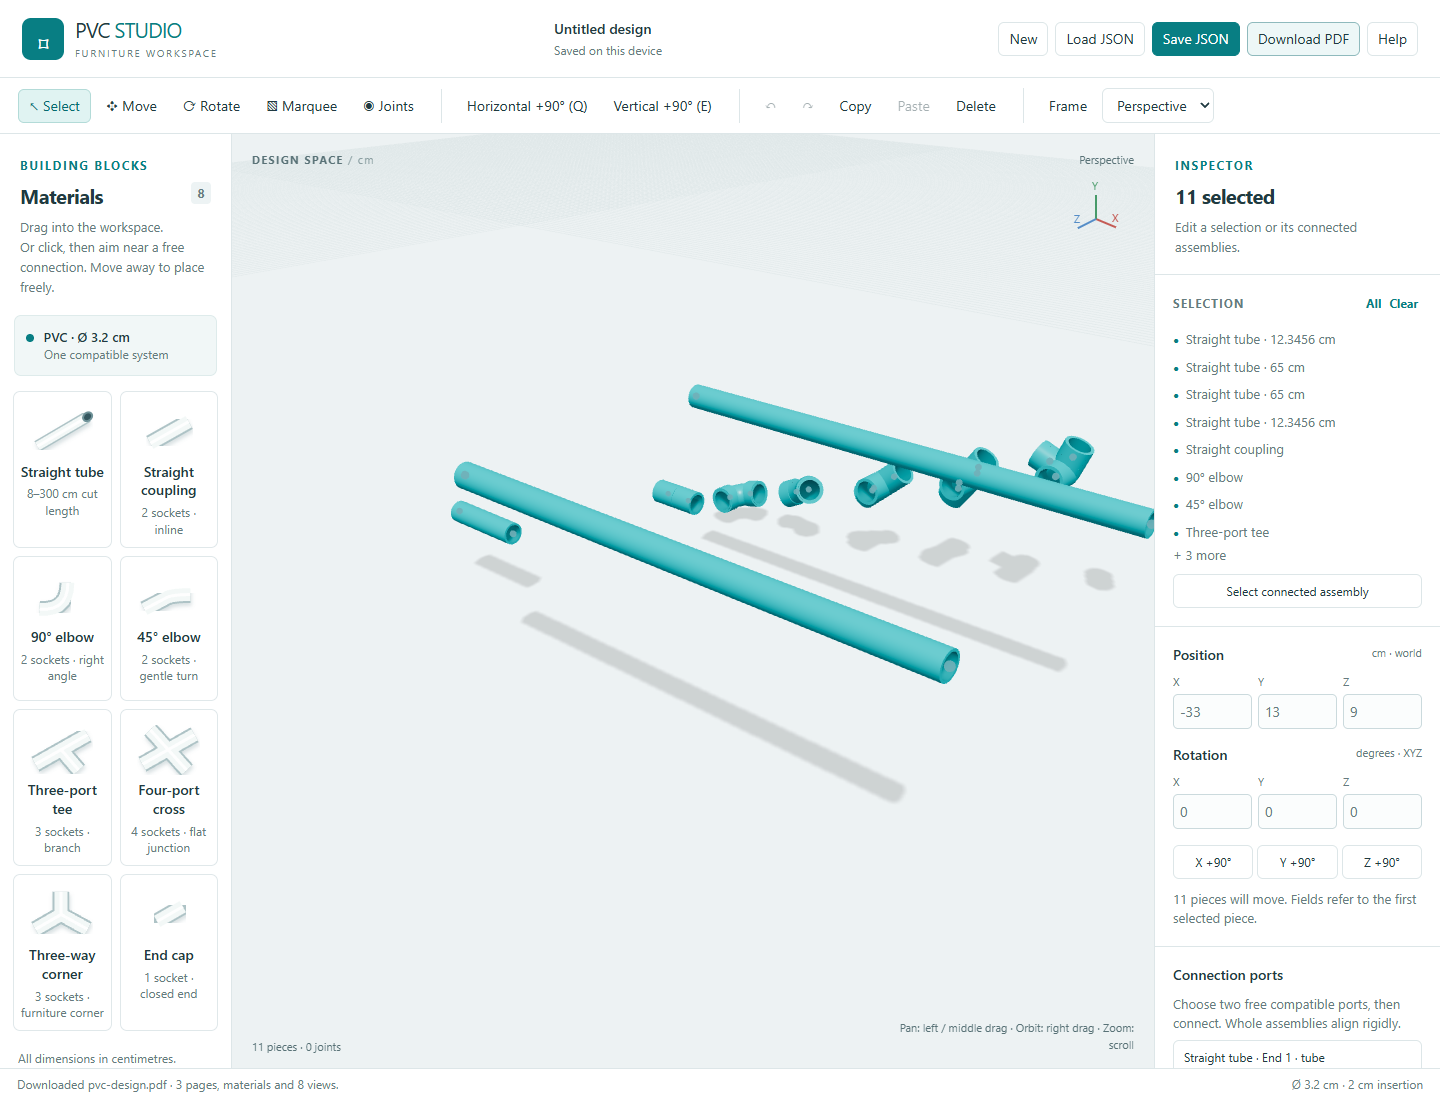 PVC STUDIO
FURNITURE WORKSPACE
Untitled design
Saved on this device
New
Load JSON
Save JSON
Download PDF
Help
Select
Move
Rotate
Marquee
Joints
Horizontal +90° (Q)
Vertical +90° (E)
Copy
Paste
Delete
Frame
Perspective
BUILDING BLOCKS
Materials
8
Drag into the workspace.
Or click, then aim near a free
connection. Move away to place
freely.
PVC · Ø 3.2 cm
One compatible system
Straight tube
8–300 cm cut
length
Straight
coupling
2 sockets ·
inline
90° elbow
2 sockets · right
angle
45° elbow
2 sockets ·
gentle turn
Three-port
tee
3 sockets ·
branch
Four-port
cross
4 sockets · flat
junction
Three-way
corner
3 sockets ·
furniture corner
End cap
1 socket ·
closed end
All dimensions in centimetres.
DESIGN SPACE / cm
Perspective
Y
Z
X
11 pieces · 0 joints
Pan: left / middle drag · Orbit: right drag · Zoom:
scroll
INSPECTOR
11 selected
Edit a selection or its connected
assemblies.
SELECTION
All
Clear
• Straight tube · 12.3456 cm
• Straight tube · 65 cm
• Straight tube · 65 cm
• Straight tube · 12.3456 cm
• Straight coupling
• 90° elbow
• 45° elbow
• Three-port tee
+ 3 more
Select connected assembly
Position
cm · world
X
Y
Z
-33
13
9
Rotation
degrees · XYZ
X
Y
Z
0
0
0
X +90°
Y +90°
Z +90°
11 pieces will move. Fields refer to the first
selected piece.
Connection ports
Choose two free compatible ports, then
connect. Whole assemblies align rigidly.
Straight tube · End 1 · tube
Downloaded pvc-design.pdf · 3 pages, materials and 8 views.
Ø 3.2 cm · 2 cm insertion